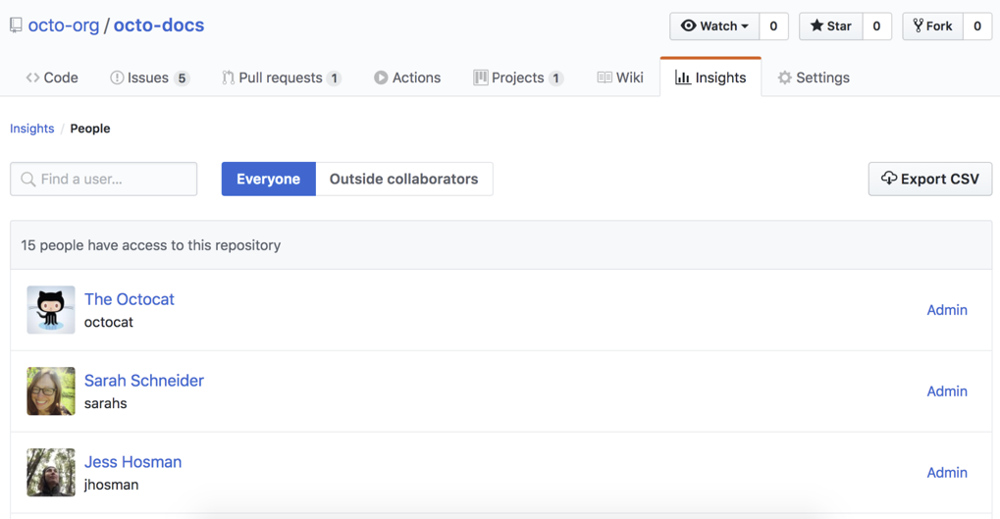 octo-org / octo-docs
Watch 0 Star 0 Fork 0
Code Issues 5 Pull requests 1 Actions Projects 1 Wiki Insights Settings
Insights / People
Find a user... Everyone Outside collaborators Export CSV
15 people have access to this repository
The Octocat
octocat
Admin
Sarah Schneider
sarahs
Admin
Jess Hosman
jhosman
Admin